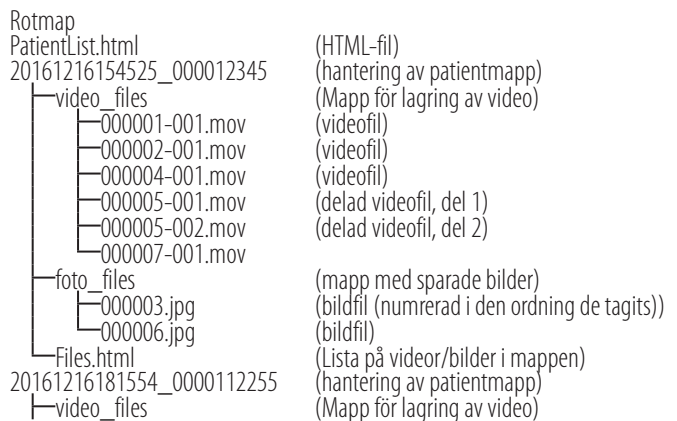 Rotmap
PatientList.html (HTML-fil)
20161216154525_000012345 (hantering av patientmapp)
video_files (Mapp för lagring av video)
000001-001.mov (videofil)
000002-001.mov (videofil)
000004-001.mov (videofil)
000005-001.mov (delad videofil, del 1)
000005-002.mov (delad videofil, del 2)
000007-001.mov
foto_files (mapp med sparade bilder)
000003.jpg (bildfil (numrerad i den ordning de tagits))
000006.jpg (bildfil)
Files.html (Lista på videor/bilder i mappen)
20161216181554_0000112255 (hantering av patientmapp)
video_files (Mapp för lagring av video)